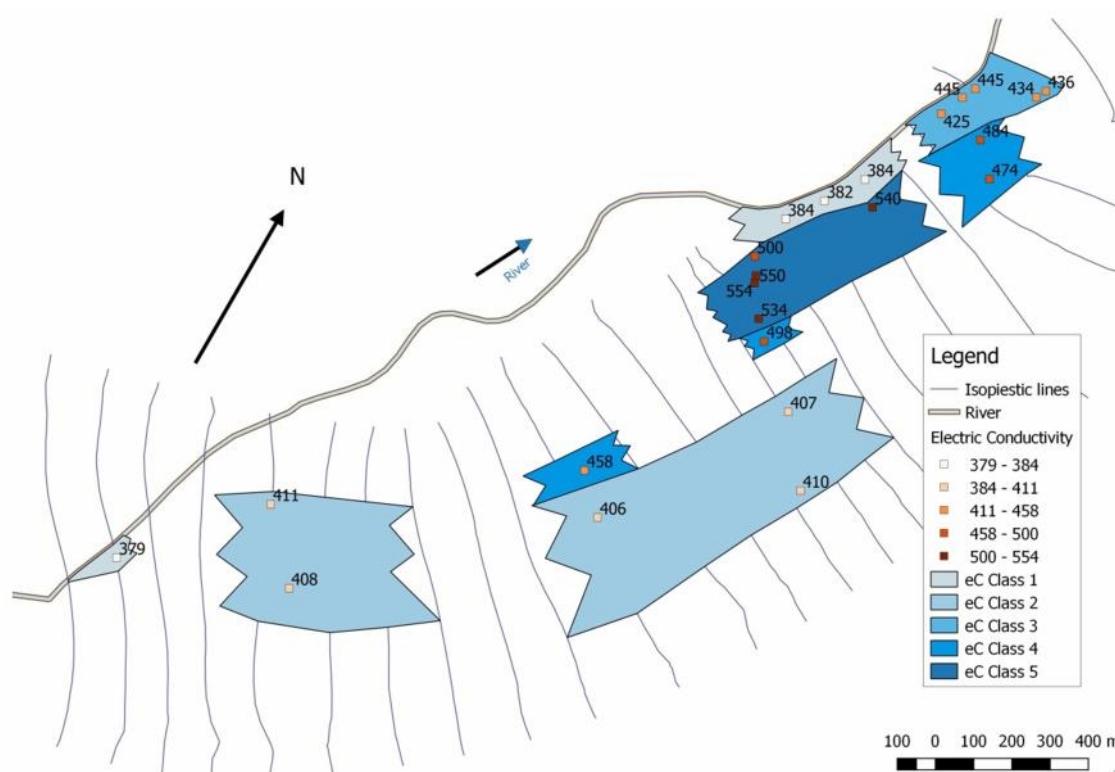 445
445
434
436
425
484
474
N
384
382
384
540
River
500
550
554
534
498
407
458
410
406
411
408
379
Legend
Isopiestic lines
River
Electric Conductivity
379 - 384
384 - 411
411 - 458
458 - 500
500 - 554
eC Class 1
eC Class 2
eC Class 3
eC Class 4
eC Class 5
100 0 100 200 300 400 m